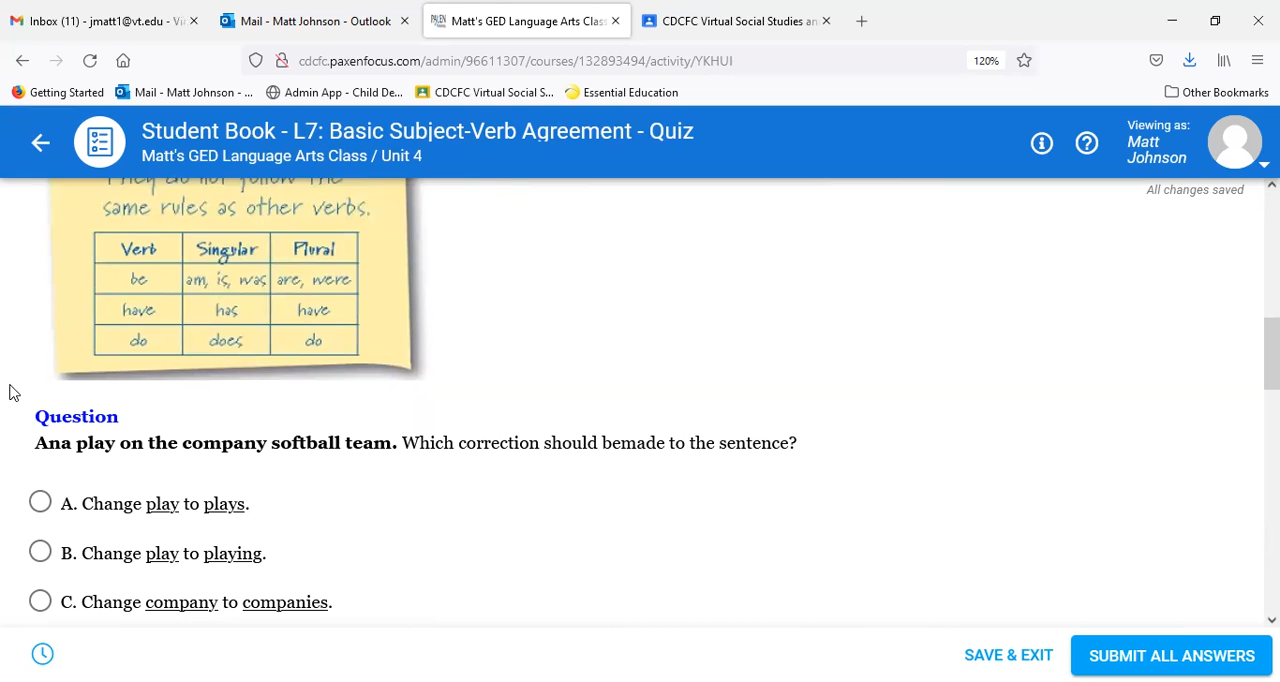 Inbox (11) - jmatt1@vt.edu - Vi
Mail - Matt Johnson - Outlook
Matt's GED Language Arts Clas
CDCFC Virtual Social Studies an
cdcfc.paxenfocus.com/admin/96611307/courses/132893494/activity/YKHUI
120%
Getting Started
Mail - Matt Johnson - ...
Admin App - Child De...
CDCFC Virtual Social S...
Essential Education
Other Bookmarks
Student Book - L7: Basic Subject-Verb Agreement - Quiz
Matt's GED Language Arts Class / Unit 4
Viewing as:
Matt
Johnson
All changes saved
They do not follow the
same rules as other verbs.
Verb Singular Plural
be am, is, was are, were
have has have
do does do
Question
Ana play on the company softball team. Which correction should bemade to the sentence?
A. Change play to plays.
B. Change play to playing.
C. Change company to companies.
SAVE & EXIT
SUBMIT ALL ANSWERS